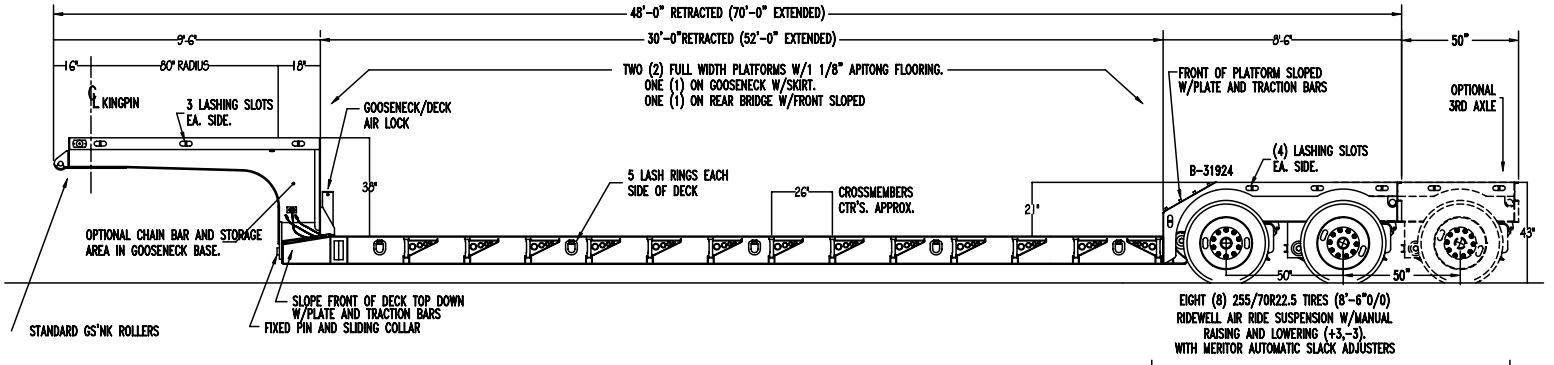 48'-0" RETRACTED (70'-0" EXTENDED)
9'-6"
30'-0"RETRACTED (52'-0" EXTENDED)
8'-6"
50"
16"
80" RADIUS
18"
TWO (2) FULL WIDTH PLATFORMS W/1 1/8" APITONG FLOORING.
ONE (1) ON GOOSENECK W/SKIRT.
ONE (1) ON REAR BRIDGE W/FRONT SLOPED
FRONT OF PLATFORM SLOPED
W/PLATE AND TRACTION BARS
OPTIONAL
3RD AXLE
℄ KINGPIN
3 LASHING SLOTS
EA. SIDE.
GOOSENECK/DECK
AIR LOCK
(4) LASHING SLOTS
EA. SIDE.
B-31924
5 LASH RINGS EACH
SIDE OF DECK
38"
26"
CROSSMEMBERS
CTR'S. APPROX.
21"
43"
OPTIONAL CHAIN BAR AND STORAGE
AREA IN GOOSENECK BASE.
50"
50"
SLOPE FRONT OF DECK TOP DOWN
W/PLATE AND TRACTION BARS
FIXED PIN AND SLIDING COLLAR
STANDARD GS'NK ROLLERS
EIGHT (8) 255/70R22.5 TIRES (8'-6"O/O)
RIDEWELL AIR RIDE SUSPENSION W/MANUAL
RAISING AND LOWERING (+3,-3).
WITH MERITOR AUTOMATIC SLACK ADJUSTERS